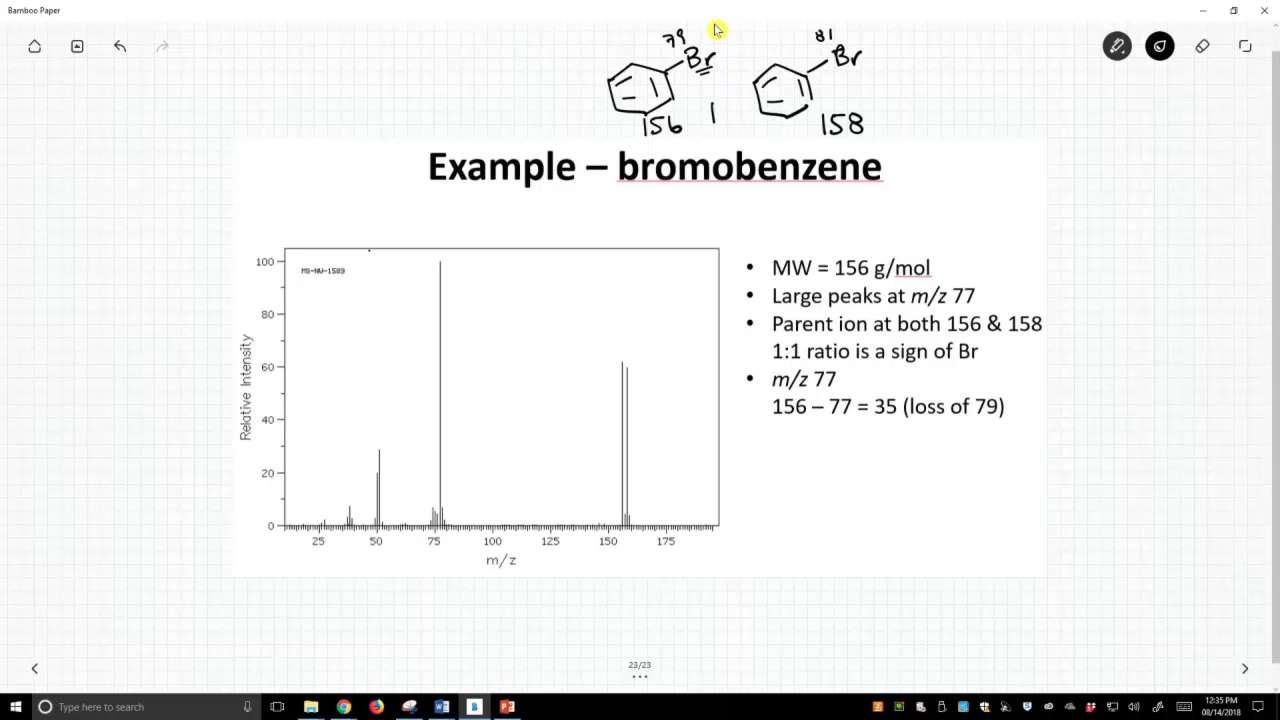 Bamboo Paper
79
Br
81
Br
156
1
158
Example – bromobenzene
100
80
60
40
20
0
MS-NW-1589
Relative Intensity
25 50 75 100 125 150 175
m/z
• MW = 156 g/mol
• Large peaks at m/z 77
• Parent ion at both 156 & 158
1:1 ratio is a sign of Br
• m/z 77
156 – 77 = 35 (loss of 79)
23/23
Type here to search
12:35 PM
08/14/2018